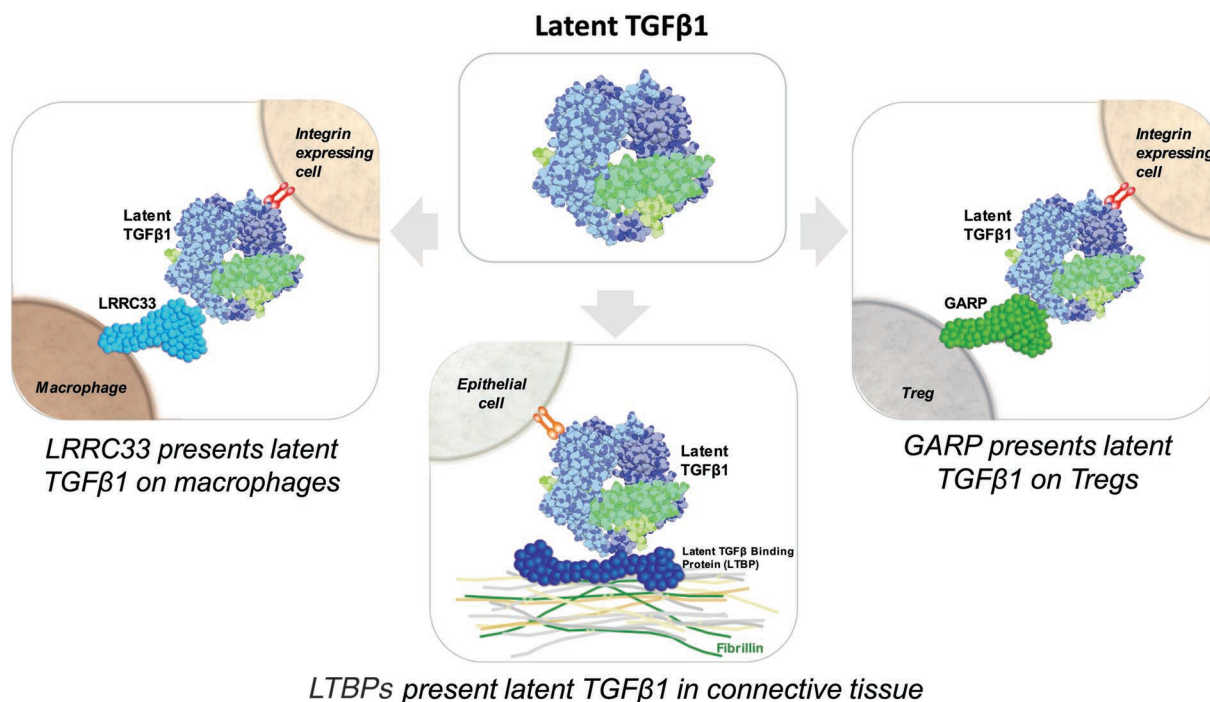 Latent TGFβ1
Integrin
expressing
cell
Latent
TGFβ1
LRRC33
Macrophage
LRRC33 presents latent
TGFβ1 on macrophages
Epithelial
cell
Latent
TGFβ1
Latent TGFβ Binding
Protein (LTBP)
Fibrillin
LTBPs present latent TGFβ1 in connective tissue
Integrin
expressing
cell
Latent
TGFβ1
GARP
Treg
GARP presents latent
TGFβ1 on Tregs